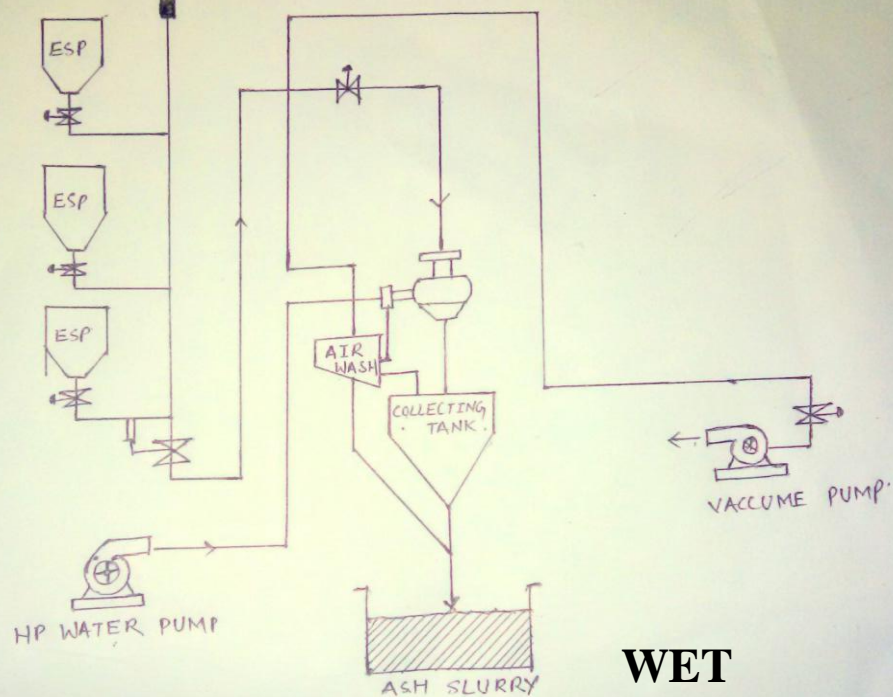 ESP
ESP
ESP
AIR
WASH
COLLECTING
TANK
VACCUME PUMP.
HP WATER PUMP
ASH SLURRY
WET